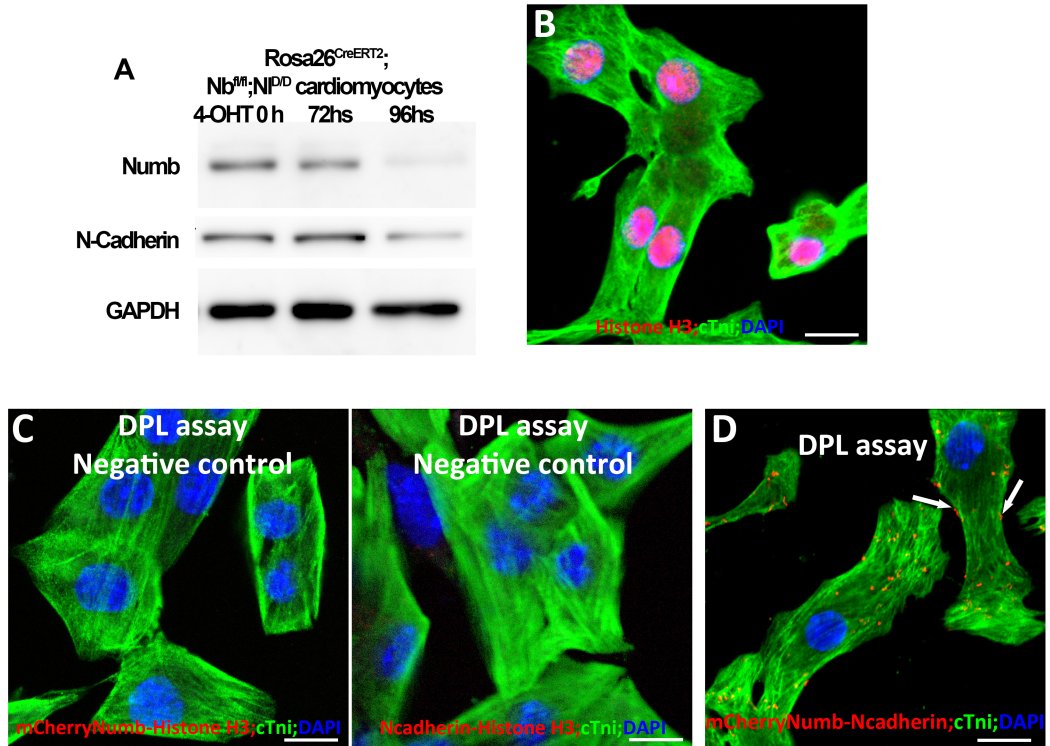 A
Rosa26CreERT2;
Nbfl/fl;NlD/D cardiomyocytes
4-OHT 0 h 72hs 96hs
Numb
N-Cadherin
GAPDH
B
Histone H3;cTni;DAPI
C
DPL assay
Negative control
mCherryNumb-Histone H3;cTni;DAPI
DPL assay
Negative control
Ncadherin-Histone H3;cTni;DAPI
D
DPL assay
mCherryNumb-Ncadherin;cTni;DAPI